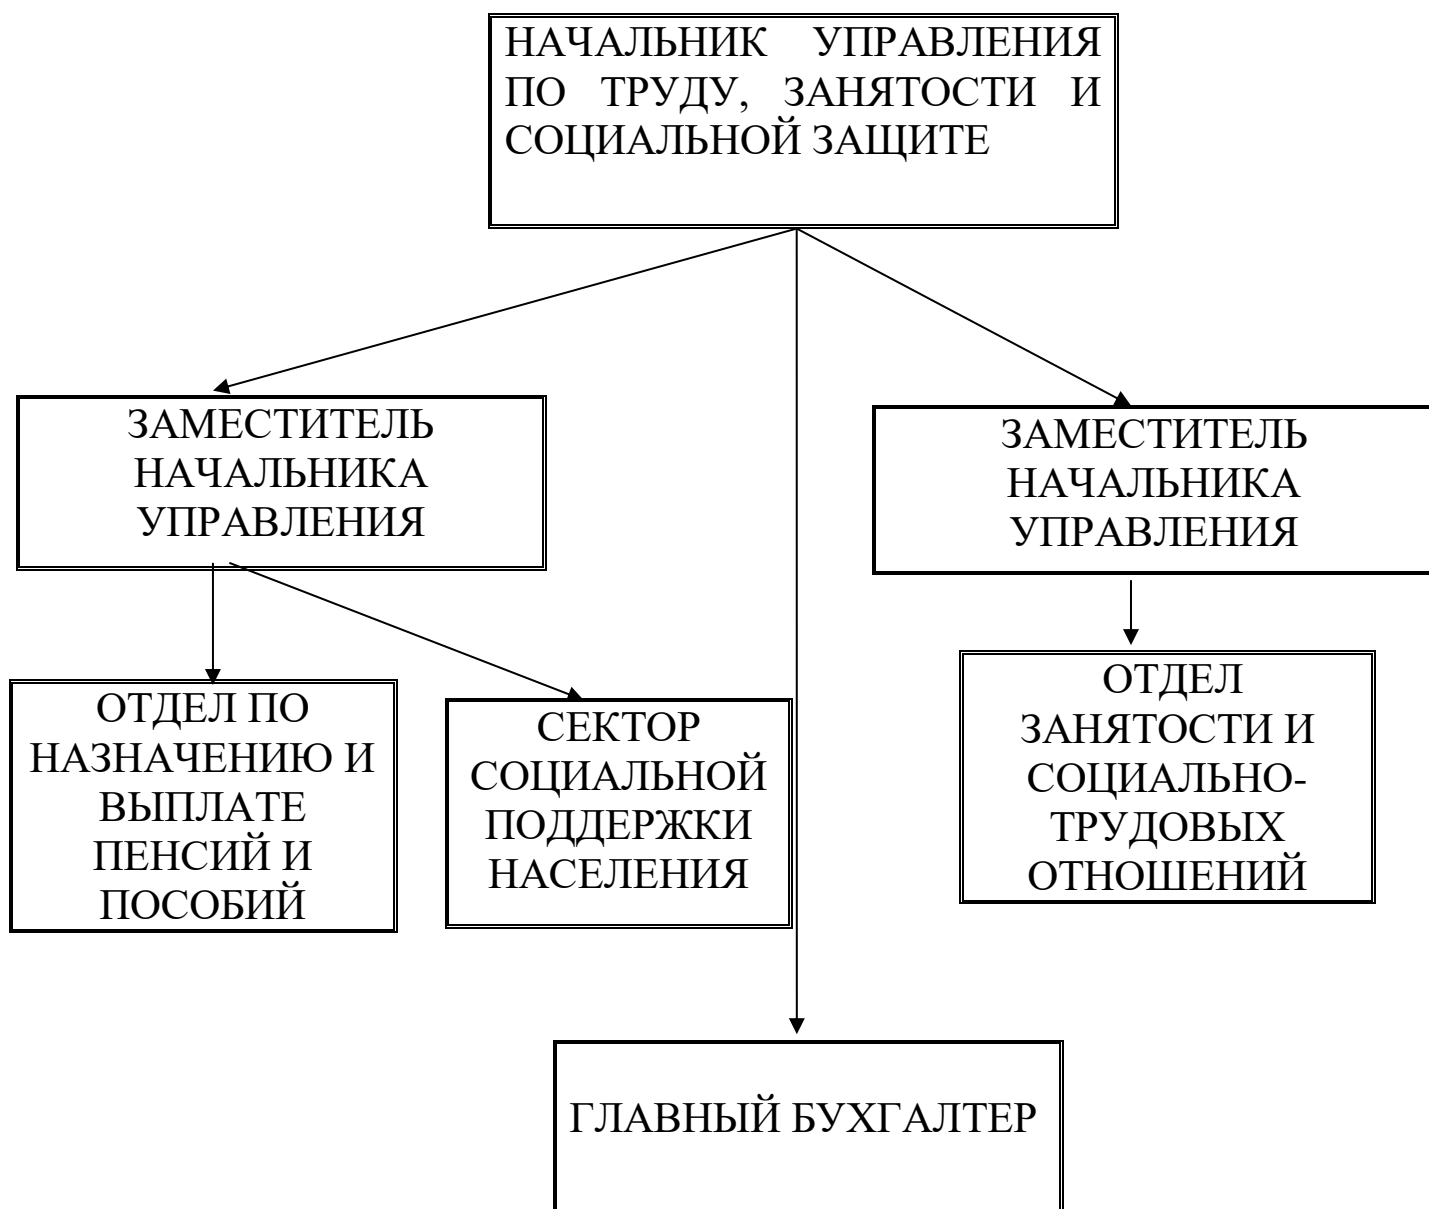 НАЧАЛЬНИК УПРАВЛЕНИЯ
ПО ТРУДУ, ЗАНЯТОСТИ И
СОЦИАЛЬНОЙ ЗАЩИТЕ
ЗАМЕСТИТЕЛЬ
НАЧАЛЬНИКА
УПРАВЛЕНИЯ
ЗАМЕСТИТЕЛЬ
НАЧАЛЬНИКА
УПРАВЛЕНИЯ
ОТДЕЛ ПО
НАЗНАЧЕНИЮ И
ВЫПЛАТЕ
ПЕНСИЙ И
ПОСОБИЙ
СЕКТОР
СОЦИАЛЬНОЙ
ПОДДЕРЖКИ
НАСЕЛЕНИЯ
ОТДЕЛ
ЗАНЯТОСТИ И
СОЦИАЛЬНО-
ТРУДОВЫХ
ОТНОШЕНИЙ
ГЛАВНЫЙ БУХГАЛТЕР